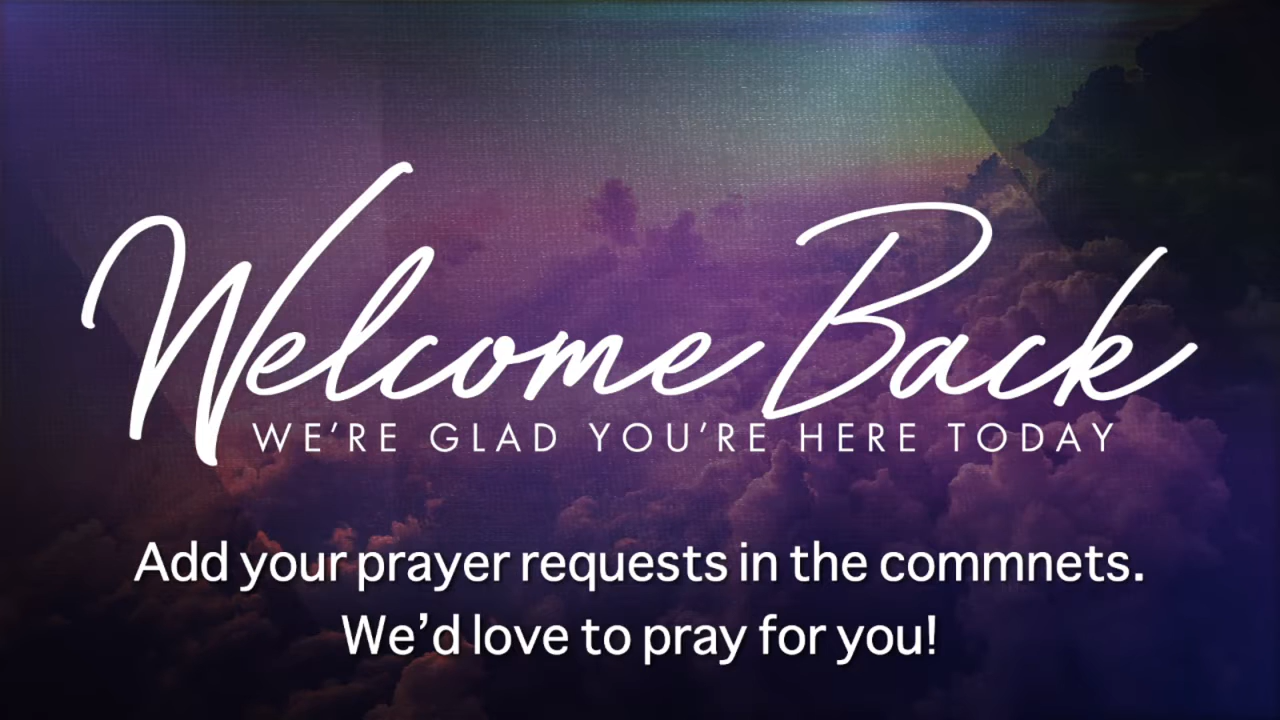 Welcome Back
WE'RE GLAD YOU'RE HERE TODAY
Add your prayer requests in the commnets.
We'd love to pray for you!